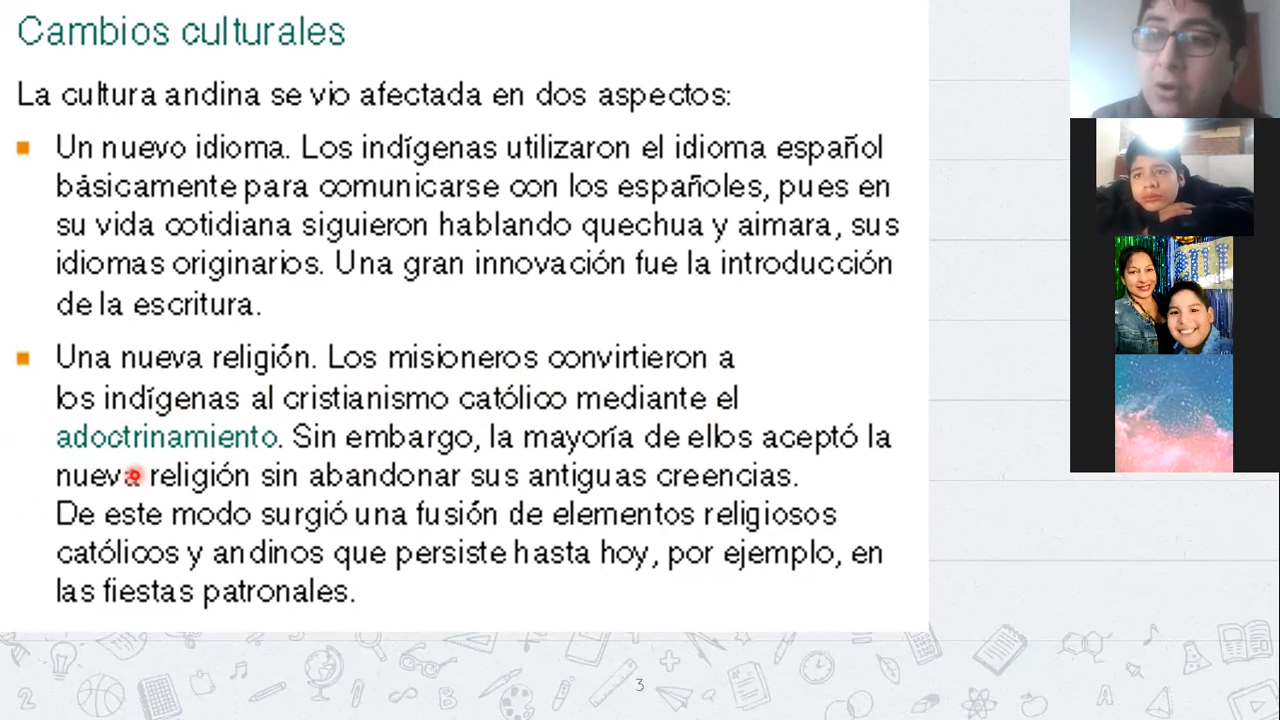 Cambios culturales
La cultura andina se vio afectada en dos aspectos:
Un nuevo idioma. Los indígenas utilizaron el idioma español
básicamente para comunicarse con los españoles, pues en
su vida cotidiana siguieron hablando quechua y aimara, sus
idiomas originarios. Una gran innovación fue la introducción
de la escritura.
Una nueva religión. Los misioneros convirtieron a
los indígenas al cristianismo católico mediante el
adoctrinamiento. Sin embargo, la mayoría de ellos aceptó la
nueva religión sin abandonar sus antiguas creencias.
De este modo surgió una fusión de elementos religiosos
católicos y andinos que persiste hasta hoy, por ejemplo, en
las fiestas patronales.
3